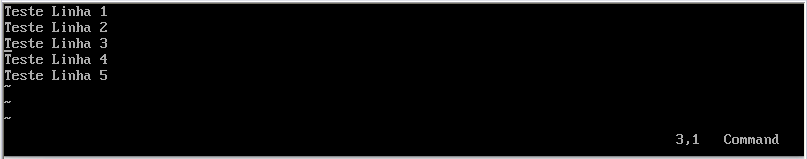 Teste Linha 1
Teste Linha 2
Teste Linha 3
Teste Linha 4
Teste Linha 5
~
~
~
3,1 Command